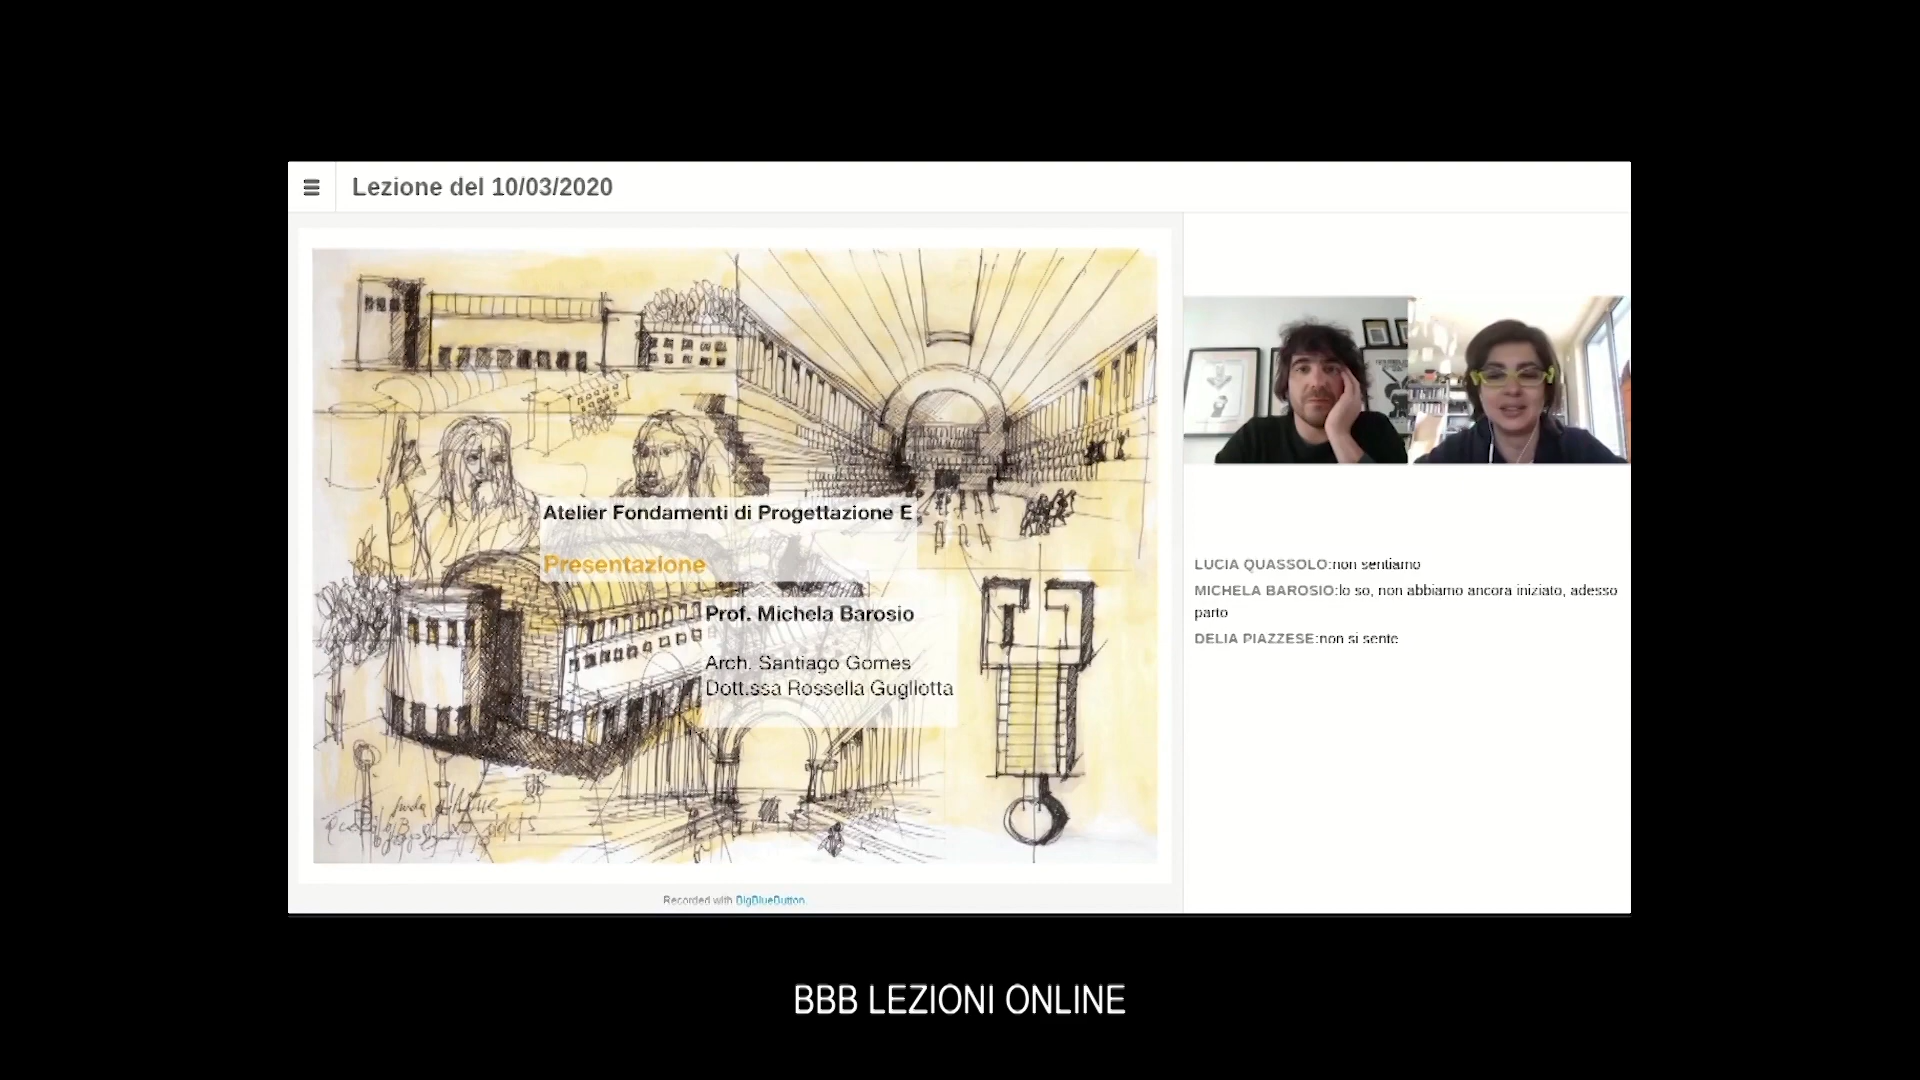 Lezione del 10/03/2020
Atelier Fondamenti di Progettazione E
Presentazione
Prof. Michela Barosio
Arch. Santiago Gomes
Dott.ssa Rossella Gugliotta
LUCIA QUASSOLO:non sentiamo
MICHELA BAROSIO:lo so, non abbiamo ancora iniziato, adesso
parto
DELIA PIAZZESE:non si sente
Recorded with BigBlueButton.
BBB LEZIONI ONLINE